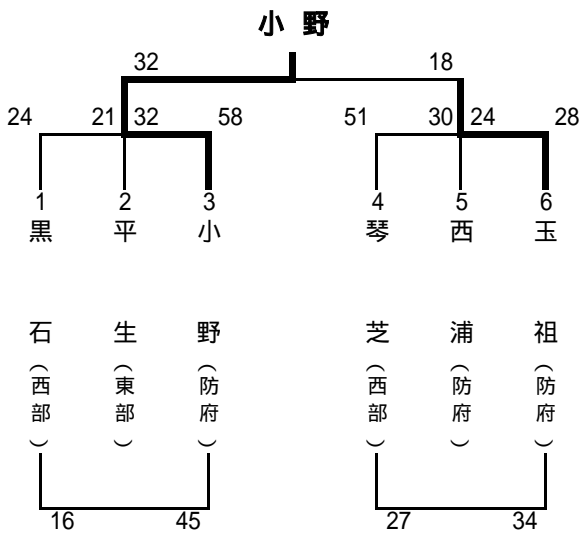 小野
32 18
24 21 32 58 51 30 24 28
1 2 3 4 5 6
黒石（西部）
平生（東部）
小野（防府）
琴芝（西部）
西浦（防府）
玉祖（防府）
16 45 27 34